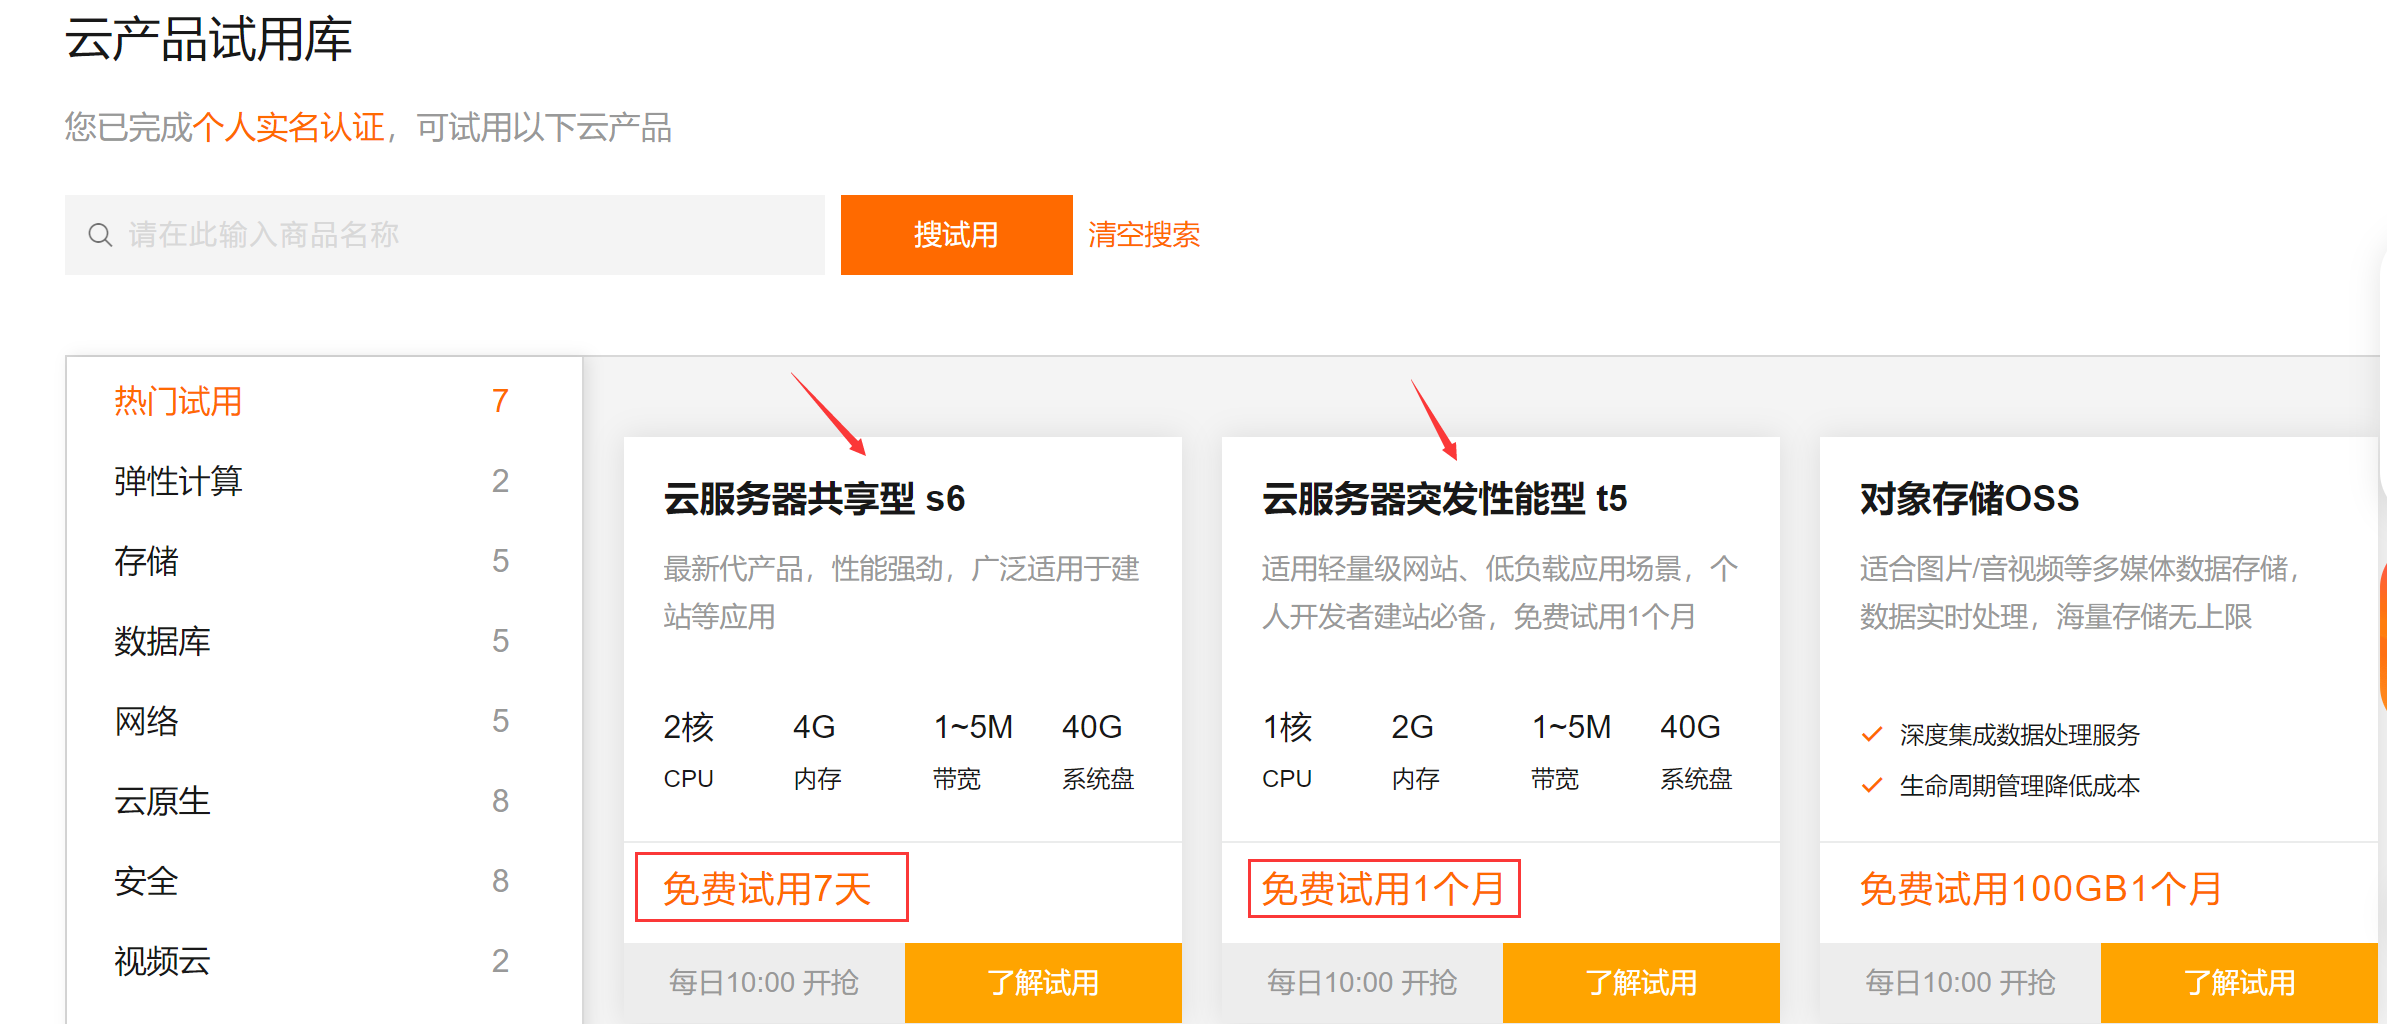 云产品试用库
您已完成个人实名认证，可试用以下云产品
请在此输入商品名称
搜试用
清空搜索
热门试用 7
弹性计算 2
存储 5
数据库 5
网络 5
云原生 8
安全 8
视频云 2
云服务器共享型 s6
最新代产品，性能强劲，广泛适用于建
站等应用
2核 4G 1~5M 40G
CPU 内存 带宽 系统盘
免费试用7天
每日10:00 开抢 了解试用
云服务器突发性能型 t5
适用轻量级网站、低负载应用场景，个
人开发者建站必备，免费试用1个月
1核 2G 1~5M 40G
CPU 内存 带宽 系统盘
免费试用1个月
每日10:00 开抢 了解试用
对象存储OSS
适合图片/音视频等多媒体数据存储，
数据实时处理，海量存储无上限
深度集成数据处理服务
生命周期管理降低成本
免费试用100GB1个月
每日10:00 开抢 了解试用